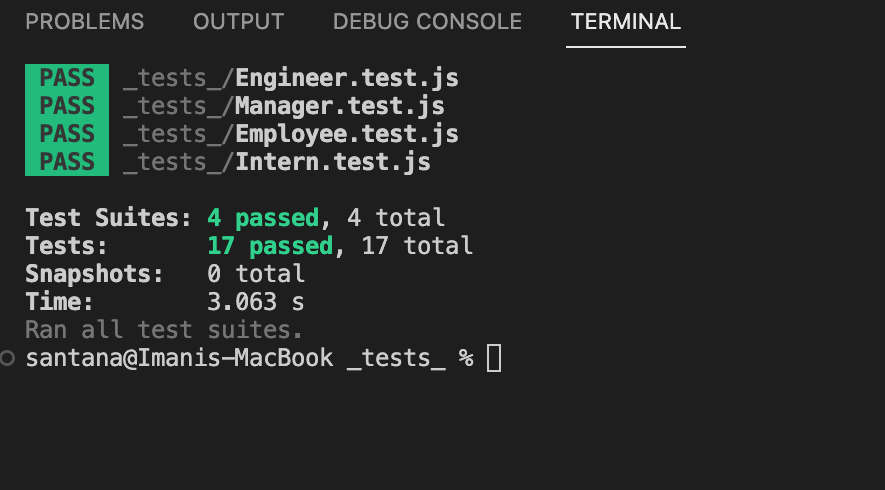 PROBLEMS OUTPUT DEBUG CONSOLE TERMINAL
PASS _tests_/Engineer.test.js
PASS _tests_/Manager.test.js
PASS _tests_/Employee.test.js
PASS _tests_/Intern.test.js
Test Suites: 4 passed, 4 total
Tests: 17 passed, 17 total
Snapshots: 0 total
Time: 3.063 s
Ran all test suites.
santana@Imanis-MacBook _tests_ %